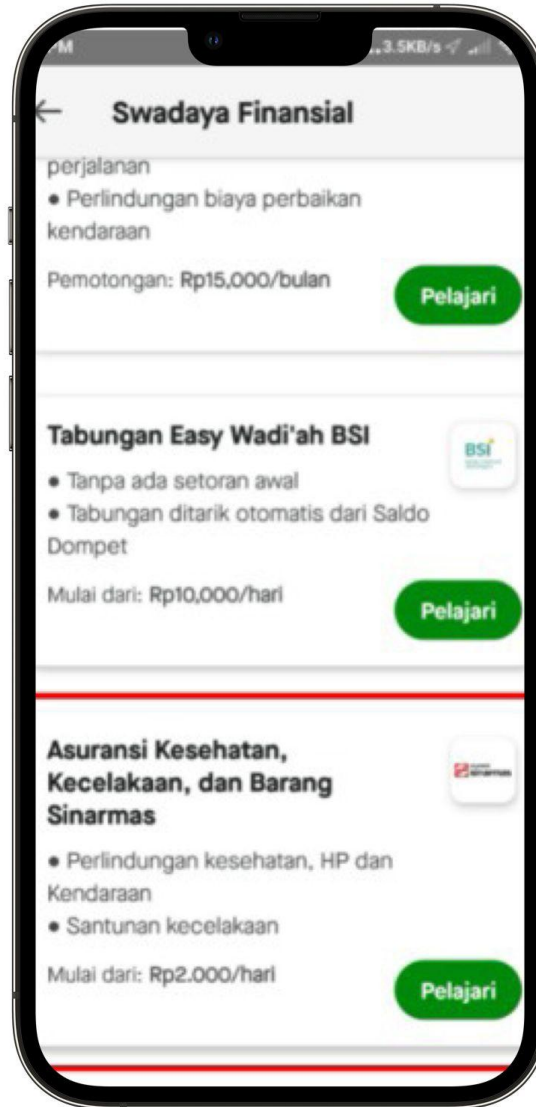 PM
3.5KB/s
Swadaya Finansial
perjalanan
● Perlindungan biaya perbaikan
kendaraan
Pemotongan: Rp15,000/bulan
Pelajari
Tabungan Easy Wadi'ah BSI
BSI
● Tanpa ada setoran awal
● Tabungan ditarik otomatis dari Saldo
Dompet
Mulai dari: Rp10,000/hari
Pelajari
Asuransi Kesehatan,
Kecelakaan, dan Barang
Sinarmas
sinarmas
● Perlindungan kesehatan, HP dan
Kendaraan
● Santunan kecelakaan
Mulai dari: Rp2.000/hari
Pelajari